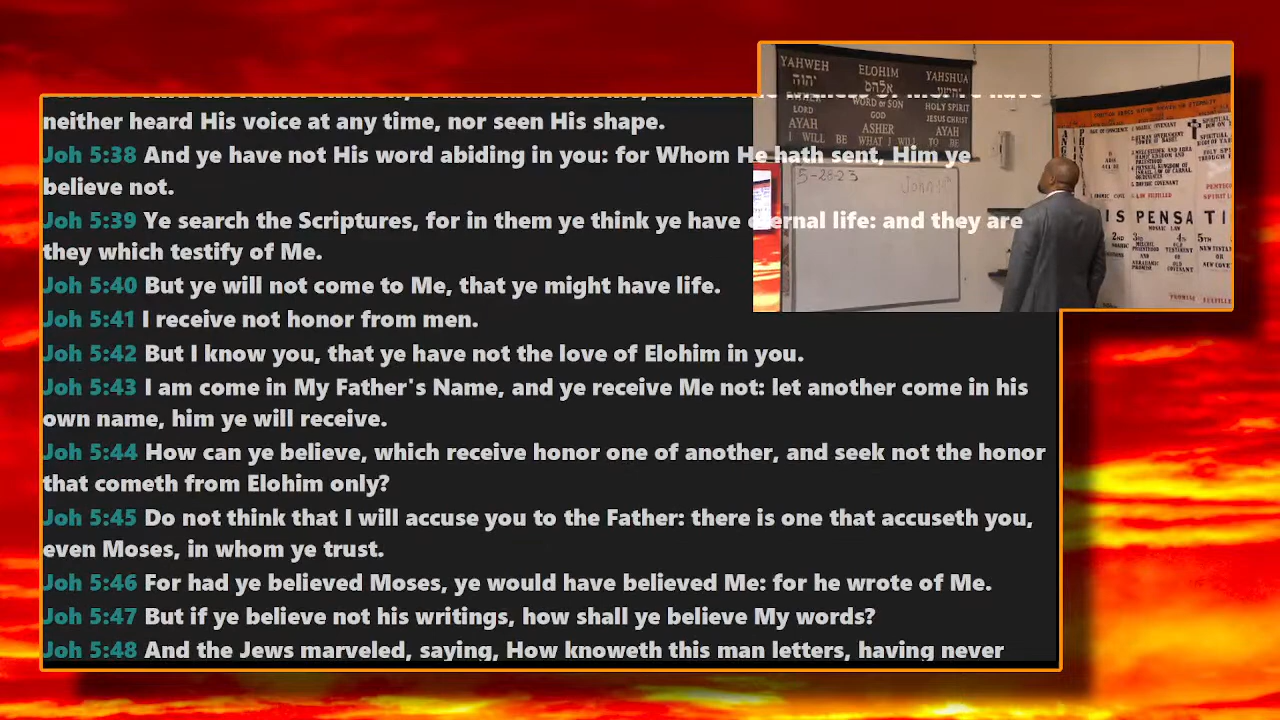 neither heard His voice at any time, nor seen His shape.
Joh 5:38 And ye have not His word abiding in you: for Whom He hath sent, Him ye
believe not.
Joh 5:39 Ye search the Scriptures, for in them ye think ye have eternal life: and they are
they which testify of Me.
Joh 5:40 But ye will not come to Me, that ye might have life.
Joh 5:41 I receive not honor from men.
Joh 5:42 But I know you, that ye have not the love of Elohim in you.
Joh 5:43 I am come in My Father's Name, and ye receive Me not: let another come in his
own name, him ye will receive.
Joh 5:44 How can ye believe, which receive honor one of another, and seek not the honor
that cometh from Elohim only?
Joh 5:45 Do not think that I will accuse you to the Father: there is one that accuseth you,
even Moses, in whom ye trust.
Joh 5:46 For had ye believed Moses, ye would have believed Me: for he wrote of Me.
Joh 5:47 But if ye believe not his writings, how shall ye believe My words?
Joh 5:48 And the Jews marveled, saying, How knoweth this man letters, having never
YAHWEH ELOHIM YAHSHUA
יהוה
LORD WORD or SON HOLY SPIRIT
GOD JESUS CHRIST
AYAH ASHER AYAH
I WILL BE WHAT I WILL TO BE
5-28-23 John
IS PENSA TI
MOSAIC LAW
2ND 3RD 4th 5TH